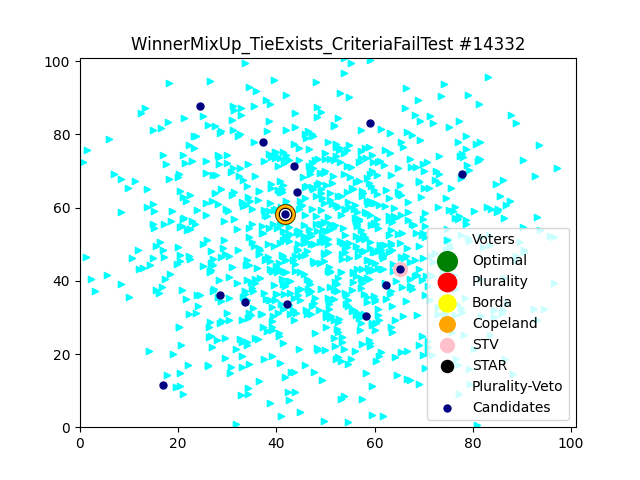 WinnerMixUp_TieExists_CriteriaFailTest #14332
100
80
60
40
20
0
0 20 40 60 80 100
Voters
Optimal
Plurality
Borda
Copeland
STV
STAR
Plurality-Veto
Candidates